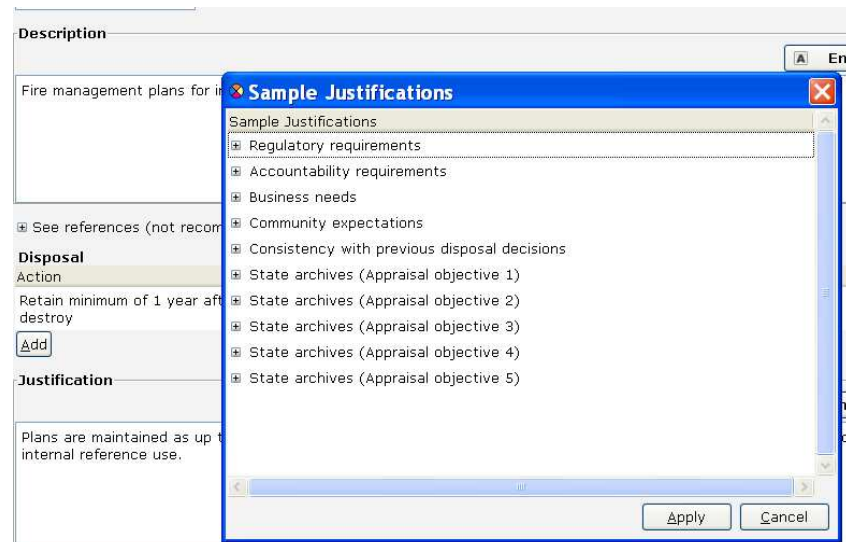 Description
A En
Fire management plans for
Sample Justifications
Sample Justifications
Regulatory requirements
Accountability requirements
Business needs
Community expectations
Consistency with previous disposal decisions
State archives (Appraisal objective 1)
State archives (Appraisal objective 2)
State archives (Appraisal objective 3)
State archives (Appraisal objective 4)
State archives (Appraisal objective 5)
Apply
Cancel
See references (not recom
Disposal
Action
Retain minimum of 1 year aft
destroy
Add
Justification
Plans are maintained as up t
internal reference use.